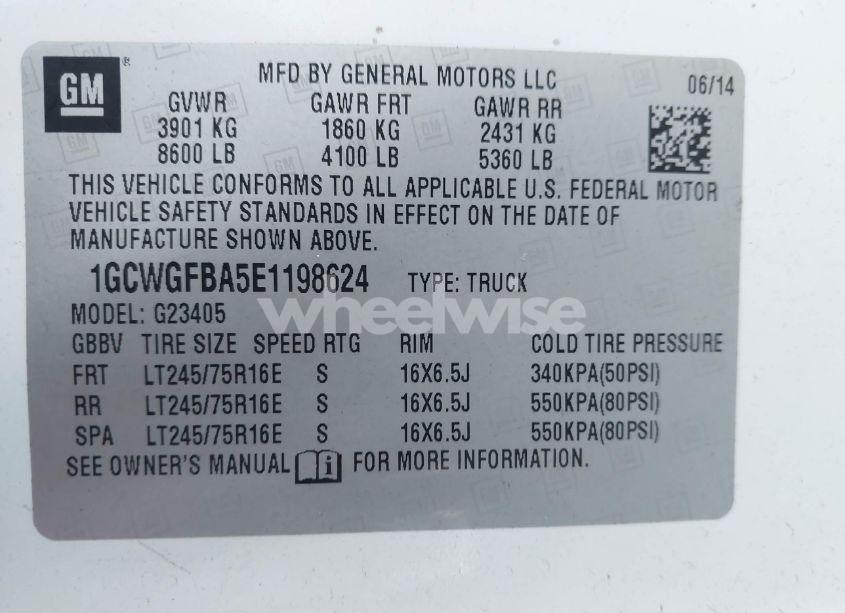 GM® MFD BY GENERAL MOTORS LLC 06/14
GVWR GAWR FRT GAWR RR
3901 KG 1860 KG 2431 KG
8600 LB 4100 LB 5360 LB
THIS VEHICLE CONFORMS TO ALL APPLICABLE U.S. FEDERAL MOTOR
VEHICLE SAFETY STANDARDS IN EFFECT ON THE DATE OF
MANUFACTURE SHOWN ABOVE.
1GCWGFBA5E1198624 TYPE: TRUCK
wheelwise
MODEL: G23405
GBBV TIRE SIZE SPEED RTG RIM COLD TIRE PRESSURE
FRT LT245/75R16E S 16X6.5J 340KPA(50PSI)
RR LT245/75R16E S 16X6.5J 550KPA(80PSI)
SPA LT245/75R16E S 16X6.5J 550KPA(80PSI)
SEE OWNER'S MANUAL i FOR MORE INFORMATION.